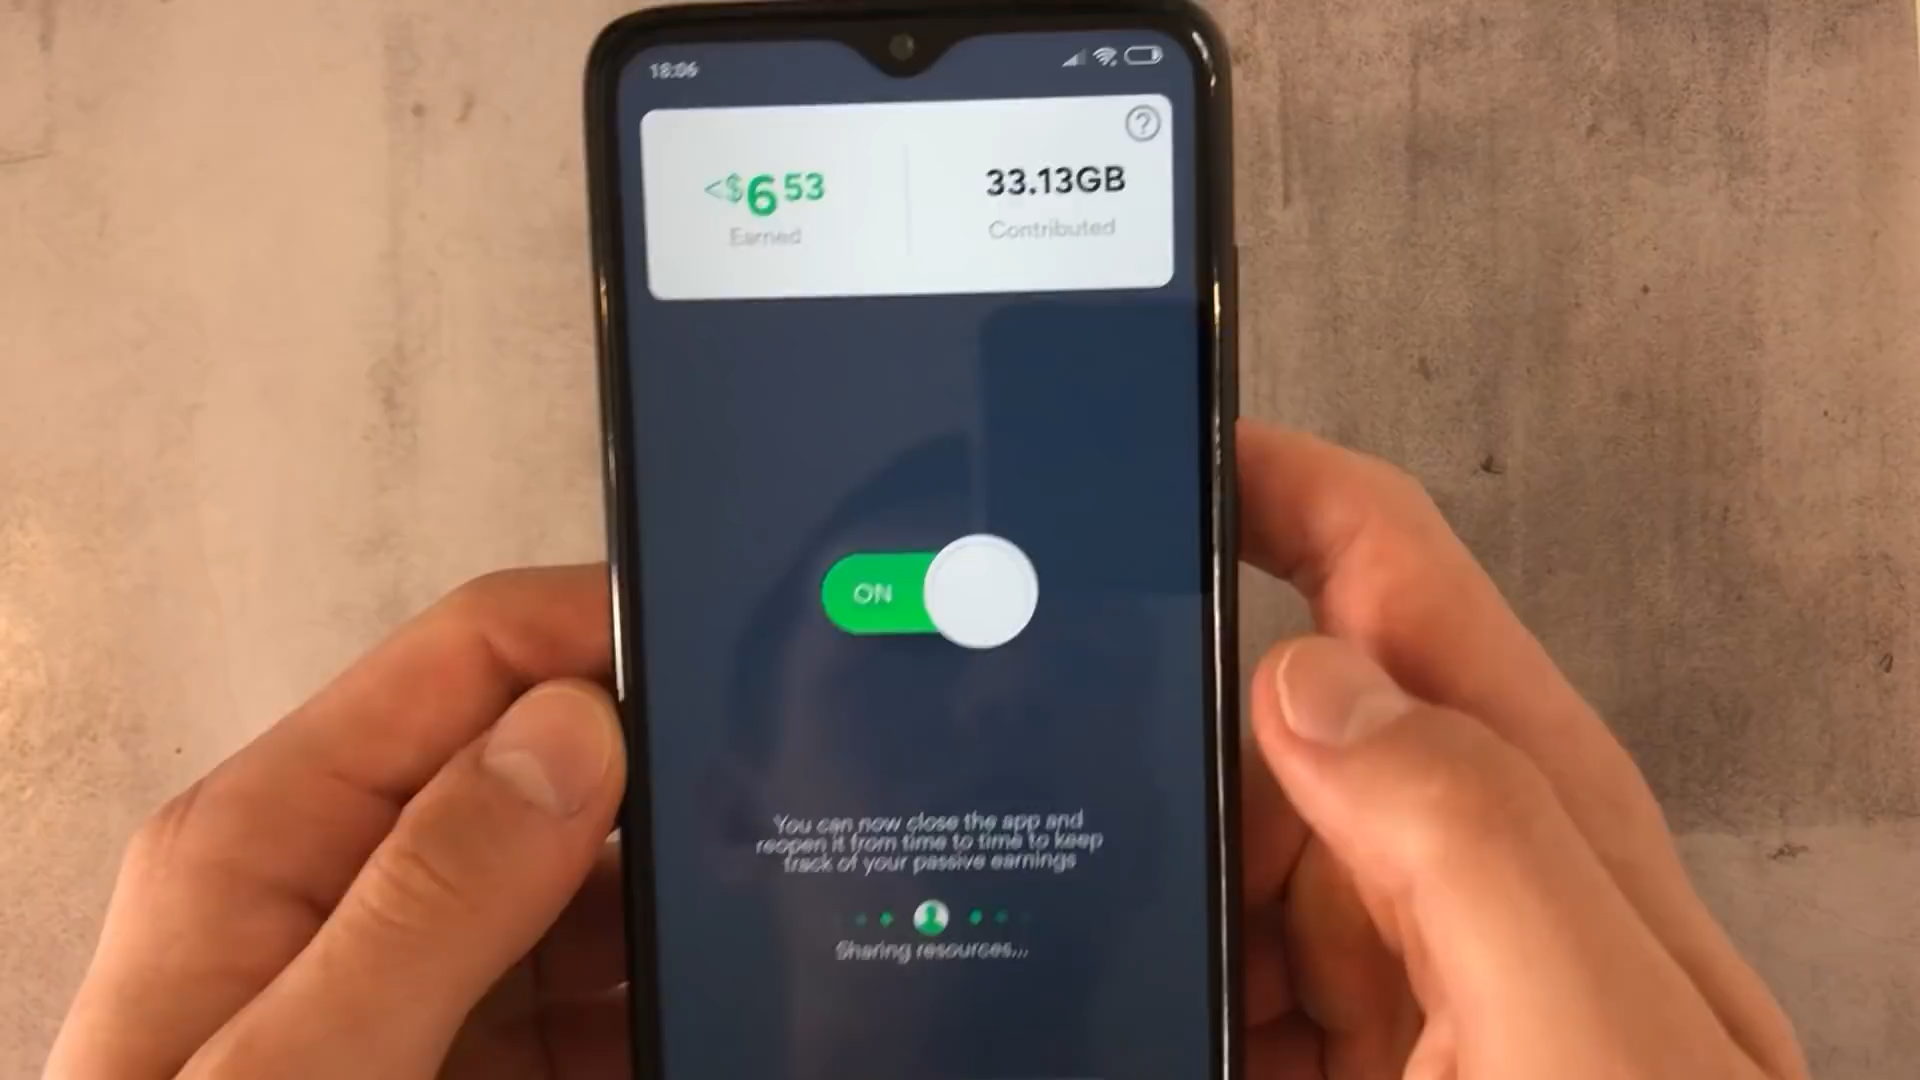 18:06
?
<$6 53
Earned
33.13GB
Contributed
ON
You can now close the app and
reopen it from time to time to keep
track of your passive earnings
Sharing resources...